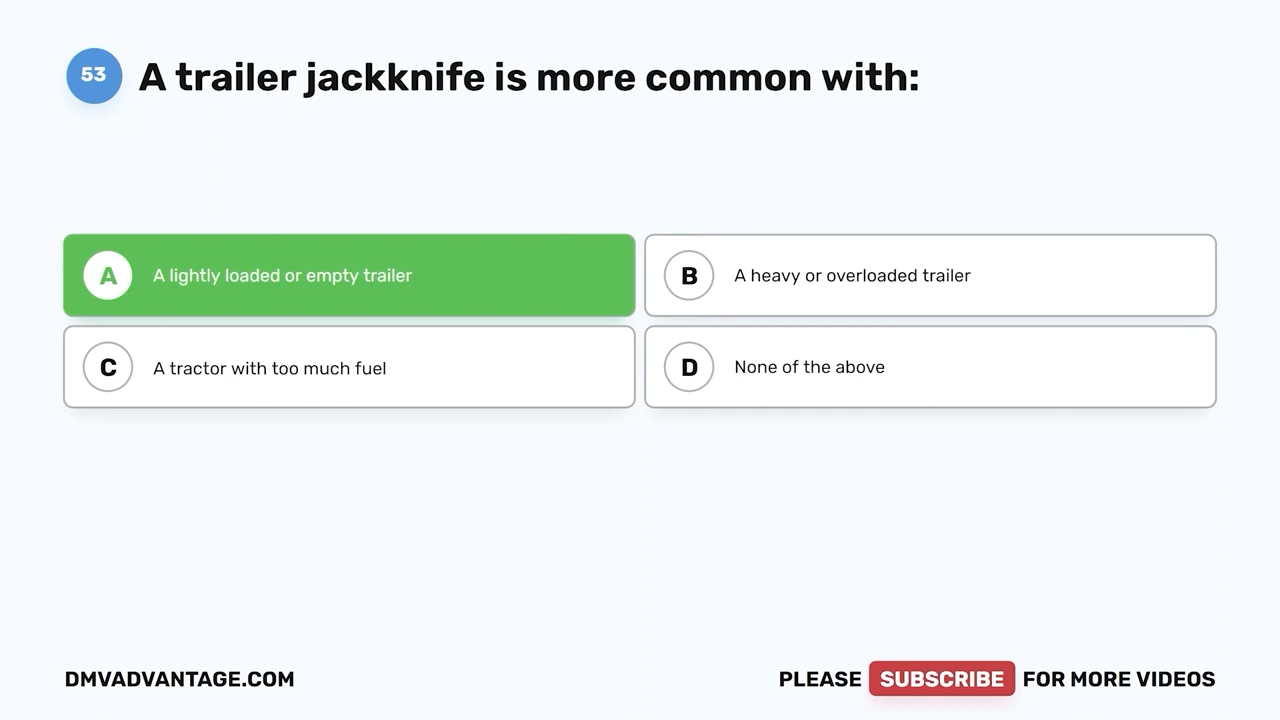 53 A trailer jackknife is more common with:
A A lightly loaded or empty trailer
B A heavy or overloaded trailer
C A tractor with too much fuel
D None of the above
DMVADVANTAGE.COM
PLEASE SUBSCRIBE FOR MORE VIDEOS